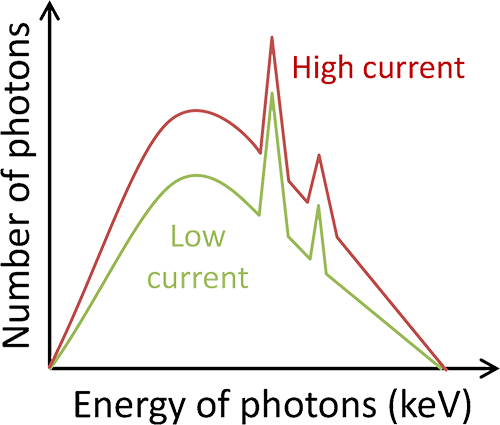 Number of photons
High current
Low
current
Energy of photons (keV)